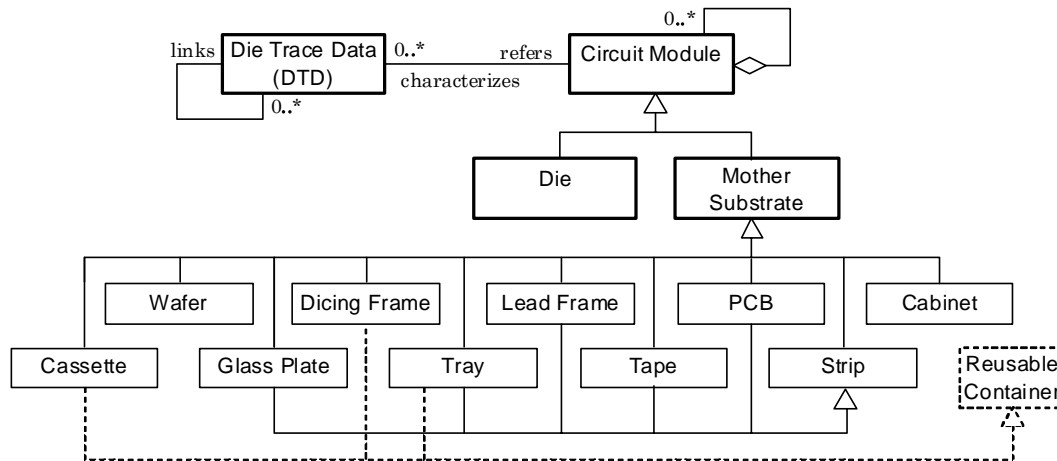 0..*
links
Die Trace Data
(DTD)
0..*
refers
Circuit Module
characterizes
0..*
Die
Mother
Substrate
Wafer
Dicing Frame
Lead Frame
PCB
Cabinet
Cassette
Glass Plate
Tray
Tape
Strip
Reusable
Container